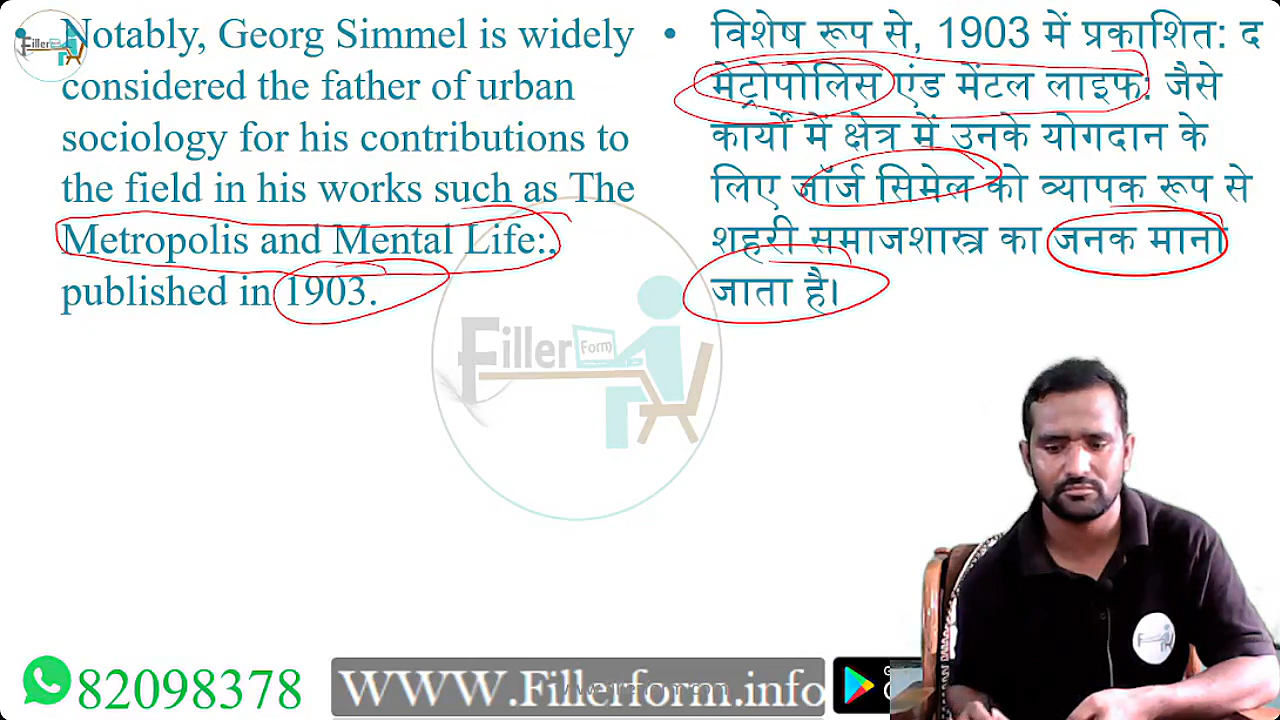 Notably, Georg Simmel is widely
considered the father of urban
sociology for his contributions to
the field in his works such as The
Metropolis and Mental Life:,
published in 1903.
विशेष रूप से, 1903 में प्रकाशित: द
मेट्रोपोलिस एंड मेंटल लाइफ: जैसे
कार्यों में क्षेत्र में उनके योगदान के
लिए जॉर्ज सिमेल को व्यापक रूप से
शहरी समाजशास्त्र का जनक माना
जाता है।
Filler Form
82098378
WWW.Fillerform.info